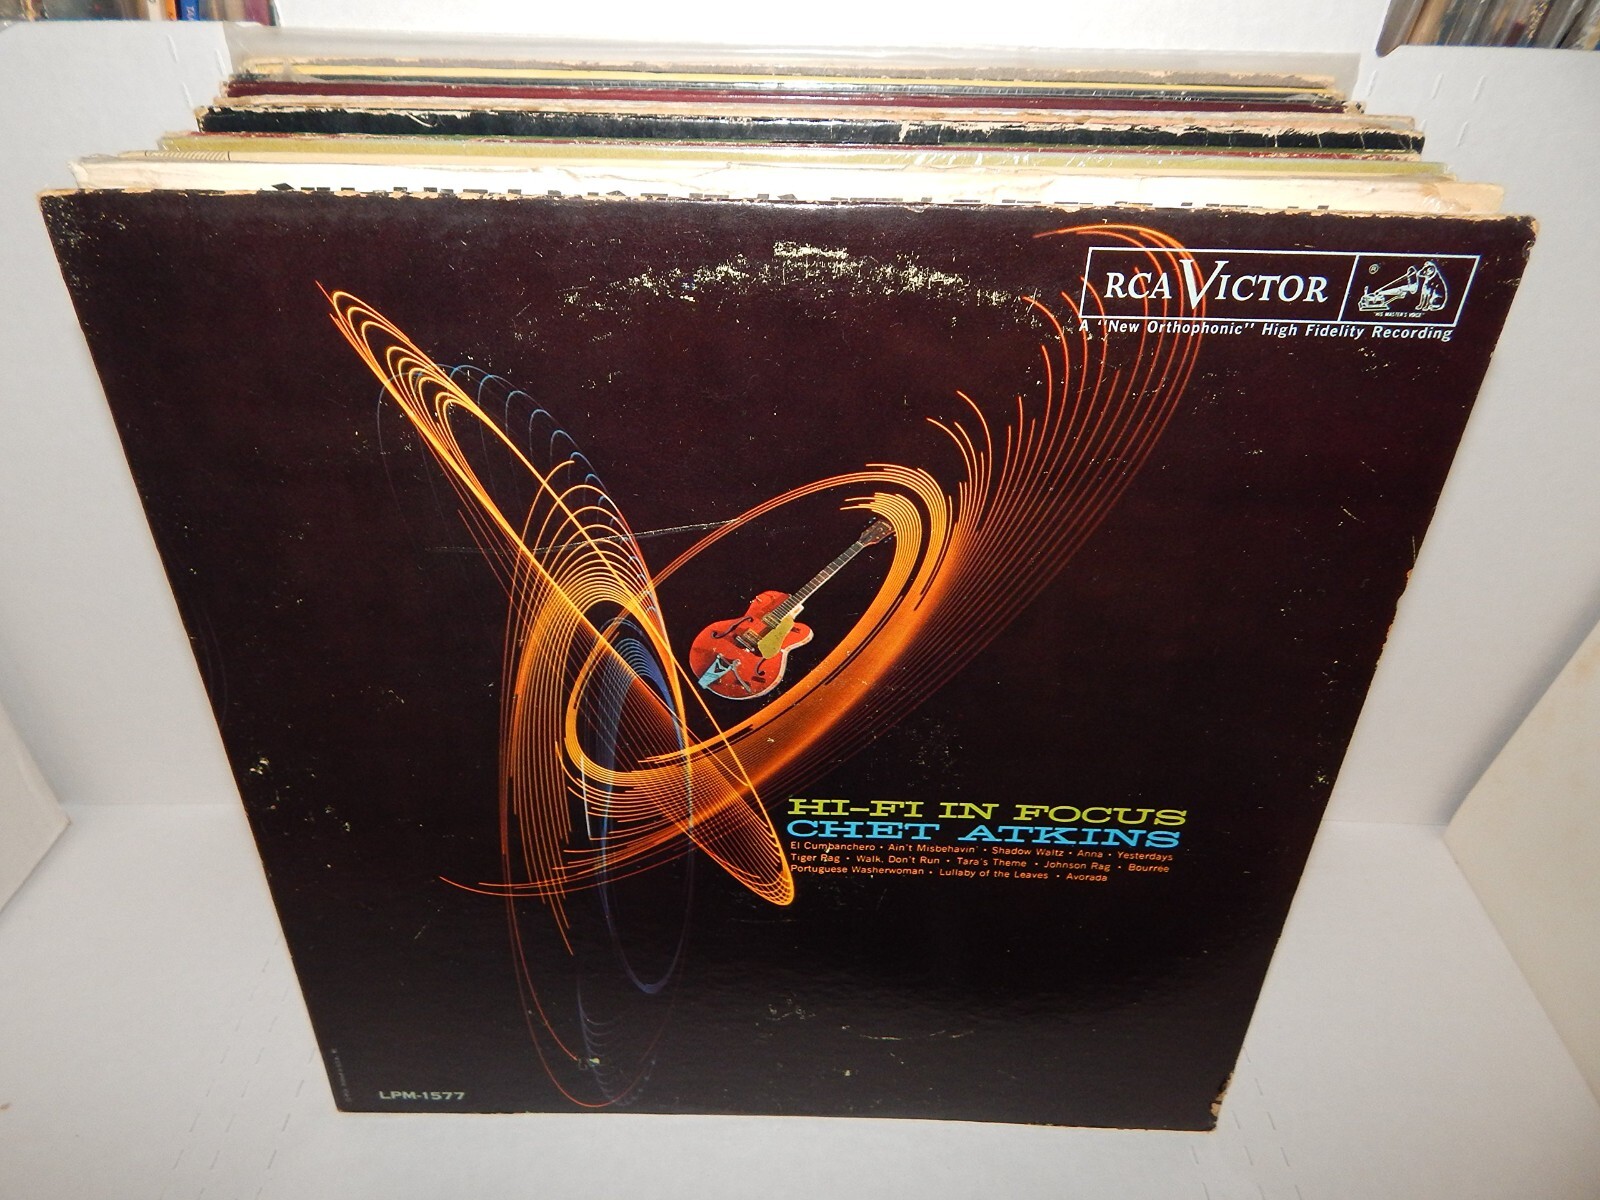 RCA VICTOR
®
"HIS MASTER'S VOICE"
A "New Orthophonic" High Fidelity Recording
HI-FI IN FOCUS
CHET ATKINS
El Cumbanchero • Ain't Misbehavin' • Shadow Waltz • Anna • Yesterdays
Tiger Rag • Walk, Don't Run • Tara's Theme • Johnson Rag • Bourree
Portuguese Washerwoman • Lullaby of the Leaves • Avorada
LPM-1577